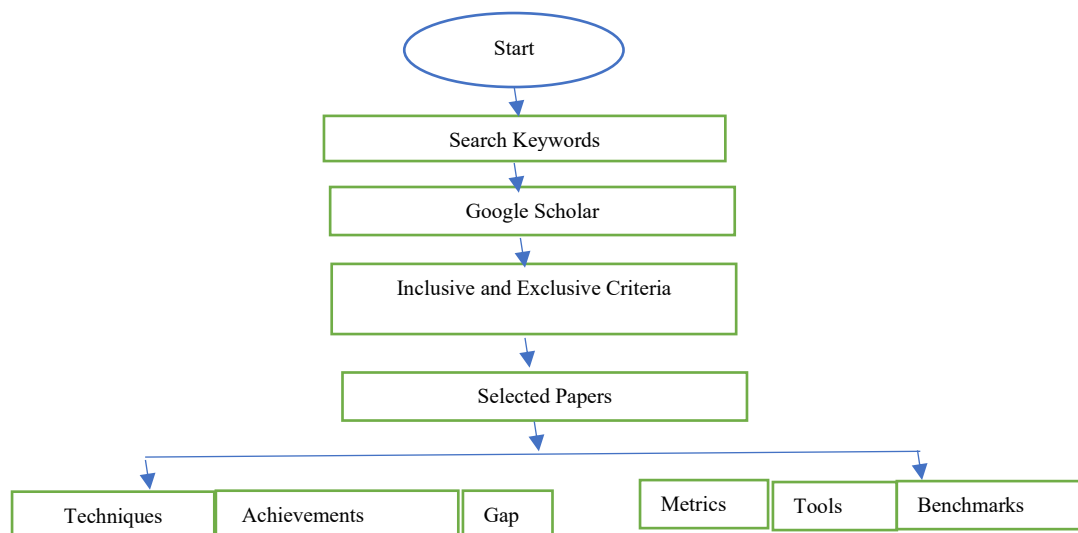 Start
Search Keywords
Google Scholar
Inclusive and Exclusive Criteria
Selected Papers
Techniques
Achievements
Gap
Metrics
Tools
Benchmarks